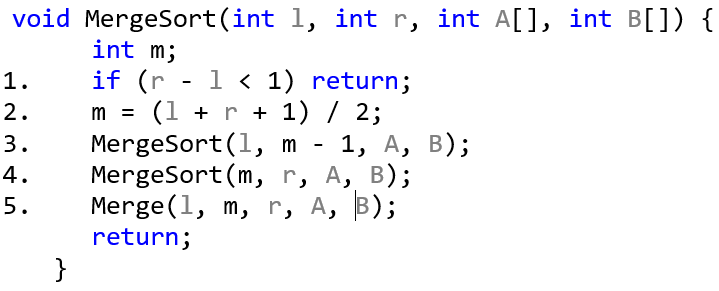 void MergeSort(int l, int r, int A[], int B[]) {
int m;
1. if (r - l < 1) return;
2. m = (l + r + 1) / 2;
3. MergeSort(l, m - 1, A, B);
4. MergeSort(m, r, A, B);
5. Merge(l, m, r, A, B);
return;
}